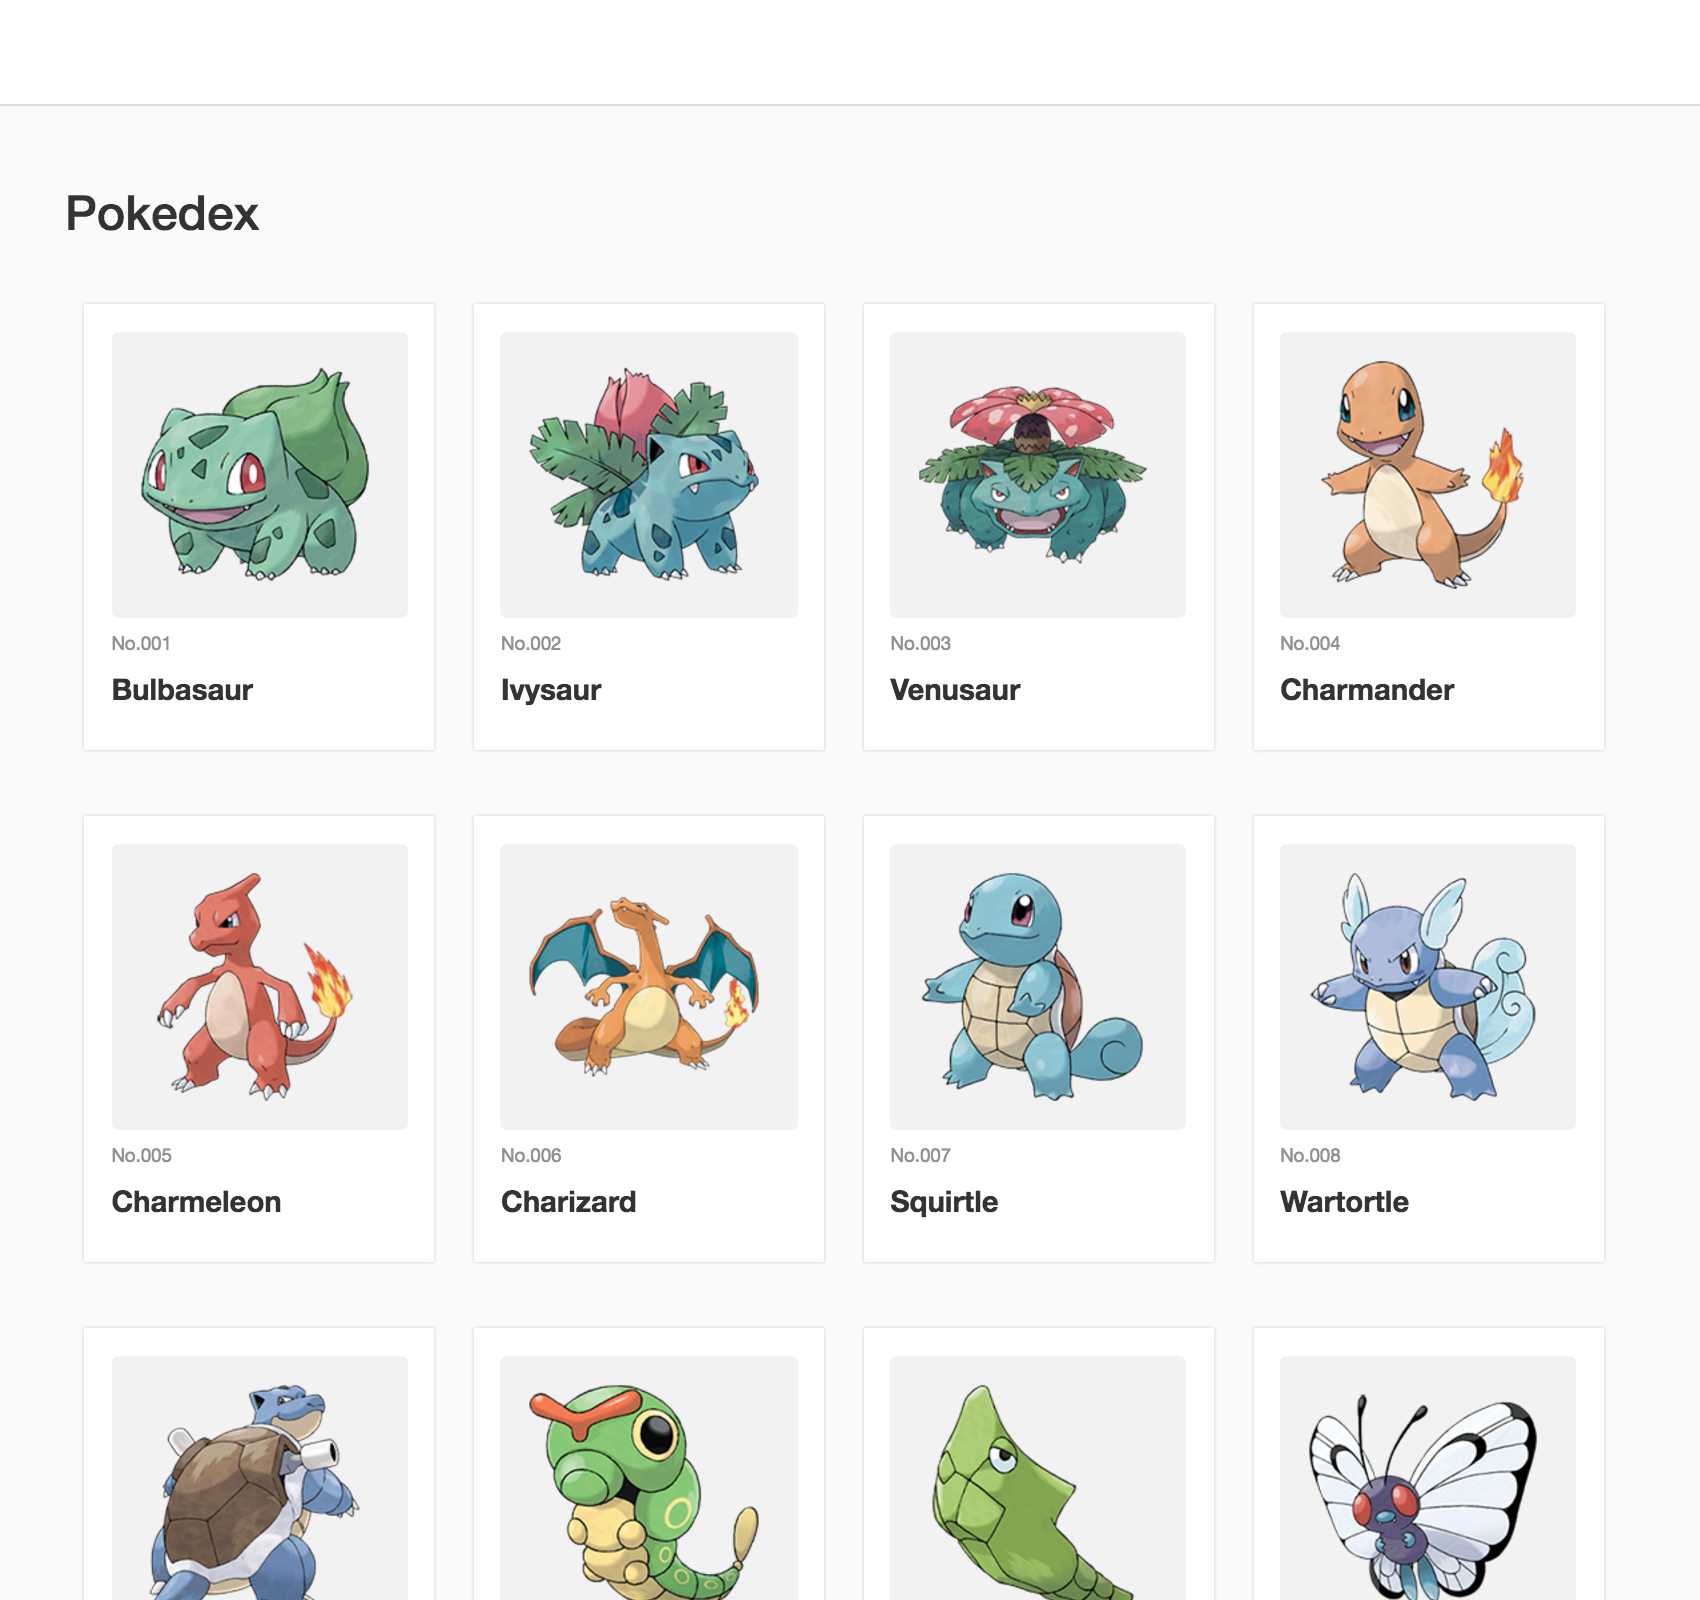 Pokedex
No.001
Bulbasaur
No.002
Ivysaur
No.003
Venusaur
No.004
Charmander
No.005
Charmeleon
No.006
Charizard
No.007
Squirtle
No.008
Wartortle